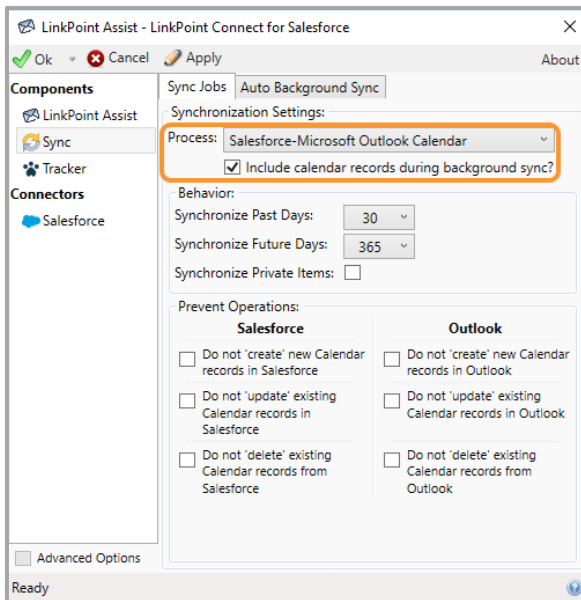 LinkPoint Assist - LinkPoint Connect for Salesforce
Ok Cancel Apply About
Components
LinkPoint Assist
Sync
Tracker
Connectors
Salesforce
Advanced Options
Sync Jobs Auto Background Sync
Synchronization Settings:
Process: Salesforce-Microsoft Outlook Calendar
Include calendar records during background sync?
Behavior:
Synchronize Past Days: 30
Synchronize Future Days: 365
Synchronize Private Items:
Prevent Operations:
Salesforce
Do not 'create' new Calendar
records in Salesforce
Do not 'update' existing
Calendar records in
Salesforce
Do not 'delete' existing
Calendar records from
Salesforce
Outlook
Do not 'create' new Calendar
records in Outlook
Do not 'update' existing
Calendar records in Outlook
Do not 'delete' existing
Calendar records from
Outlook
Ready